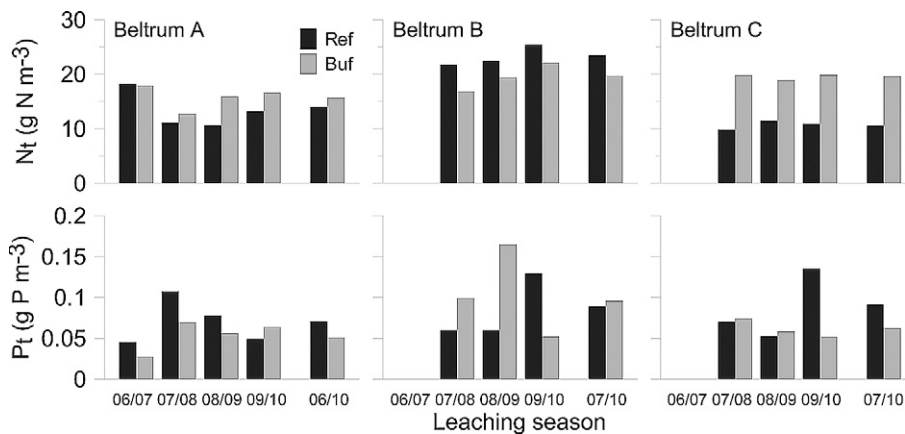 Beltrum A
Beltrum B
Beltrum C
Ref
Buf
Nt (g N m-3)
30
20
10
0
Pt (g P m-3)
0.2
0.15
0.1
0.05
0
06/07 07/08 08/09 09/10 06/10
06/07 07/08 08/09 09/10 07/10
06/07 07/08 08/09 09/10 07/10
Leaching season